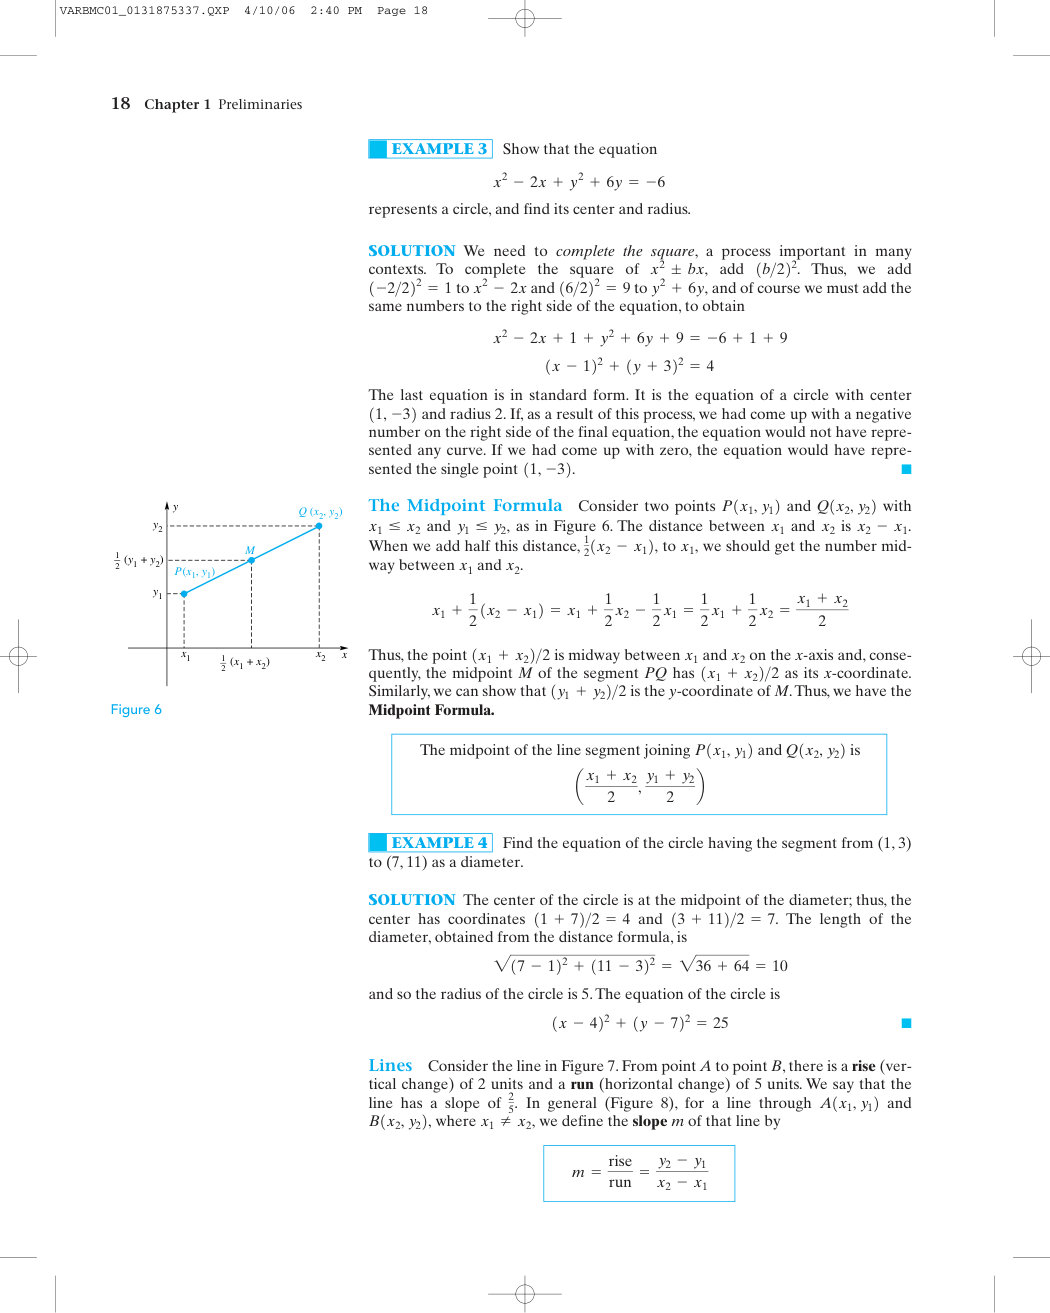 VARBMC01_0131875337.QXP 4/10/06 2:40 PM Page 18
18 Chapter 1 Preliminaries
EXAMPLE 3 Show that the equation
x² − 2x + y² + 6y = −6
represents a circle, and find its center and radius.
SOLUTION We need to complete the square, a process important in many
contexts. To complete the square of x² ± bx, add (b/2)². Thus, we add
(−2/2)² = 1 to x² − 2x and (6/2)² = 9 to y² + 6y, and of course we must add the
same numbers to the right side of the equation, to obtain
x² − 2x + 1 + y² + 6y + 9 = −6 + 1 + 9
(x − 1)² + (y + 3)² = 4
The last equation is in standard form. It is the equation of a circle with center
(1, −3) and radius 2. If, as a result of this process, we had come up with a negative
number on the right side of the final equation, the equation would not have repre-
sented any curve. If we had come up with zero, the equation would have repre-
sented the single point (1, −3).
y
Q (x₂, y₂)
y₂
M
½ (y₁ + y₂)
P(x₁, y₁)
y₁
x₁ ½ (x₁ + x₂) x₂ x
Figure 6
The Midpoint Formula Consider two points P(x₁, y₁) and Q(x₂, y₂) with
x₁ ≤ x₂ and y₁ ≤ y₂, as in Figure 6. The distance between x₁ and x₂ is x₂ − x₁.
When we add half this distance, ½(x₂ − x₁), to x₁, we should get the number mid-
way between x₁ and x₂.
x₁ + 1/2 (x₂ − x₁) = x₁ + 1/2 x₂ − 1/2 x₁ = 1/2 x₁ + 1/2 x₂ = (x₁ + x₂)/2
Thus, the point (x₁ + x₂)/2 is midway between x₁ and x₂ on the x-axis and, conse-
quently, the midpoint M of the segment PQ has (x₁ + x₂)/2 as its x-coordinate.
Similarly, we can show that (y₁ + y₂)/2 is the y-coordinate of M. Thus, we have the
Midpoint Formula.
The midpoint of the line segment joining P(x₁, y₁) and Q(x₂, y₂) is
((x₁ + x₂)/2, (y₁ + y₂)/2)
EXAMPLE 4 Find the equation of the circle having the segment from (1, 3)
to (7, 11) as a diameter.
SOLUTION The center of the circle is at the midpoint of the diameter; thus, the
center has coordinates (1 + 7)/2 = 4 and (3 + 11)/2 = 7. The length of the
diameter, obtained from the distance formula, is
√((7 − 1)² + (11 − 3)²) = √(36 + 64) = 10
and so the radius of the circle is 5. The equation of the circle is
(x − 4)² + (y − 7)² = 25
Lines Consider the line in Figure 7. From point A to point B, there is a rise (ver-
tical change) of 2 units and a run (horizontal change) of 5 units. We say that the
line has a slope of 2/5. In general (Figure 8), for a line through A(x₁, y₁) and
B(x₂, y₂), where x₁ ≠ x₂, we define the slope m of that line by
m = rise/run = (y₂ − y₁)/(x₂ − x₁)